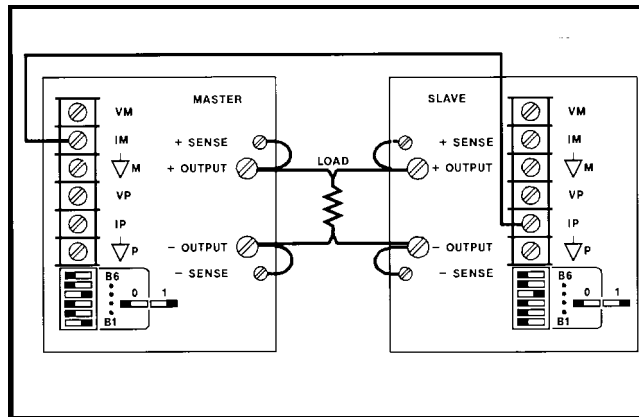 MASTER
VM
IM
M
VP
IP
P
+ SENSE
+ OUTPUT
- OUTPUT
- SENSE
B6
0 1
B1
LOAD
SLAVE
+ SENSE
+ OUTPUT
- OUTPUT
- SENSE
VM
IM
M
VP
IP
P
B6
0 1
B1